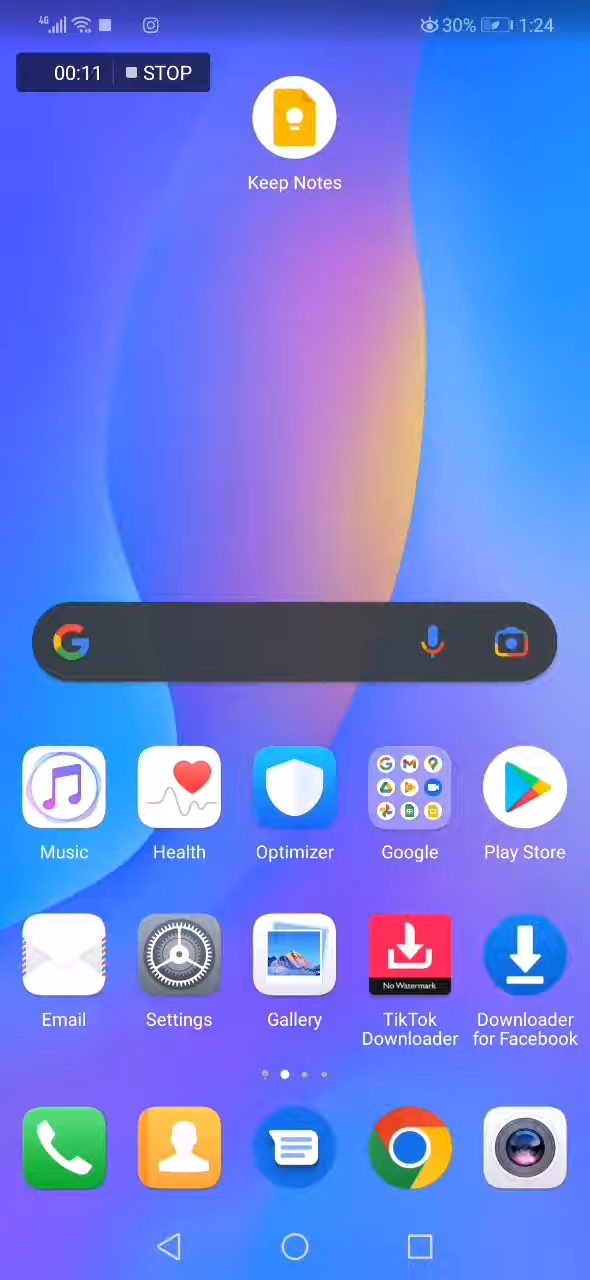 4G 30% 1:24
00:11 STOP
Keep Notes
Music Health Optimizer Google Play Store
No Watermark
Email Settings Gallery TikTok Downloader
Downloader for Facebook